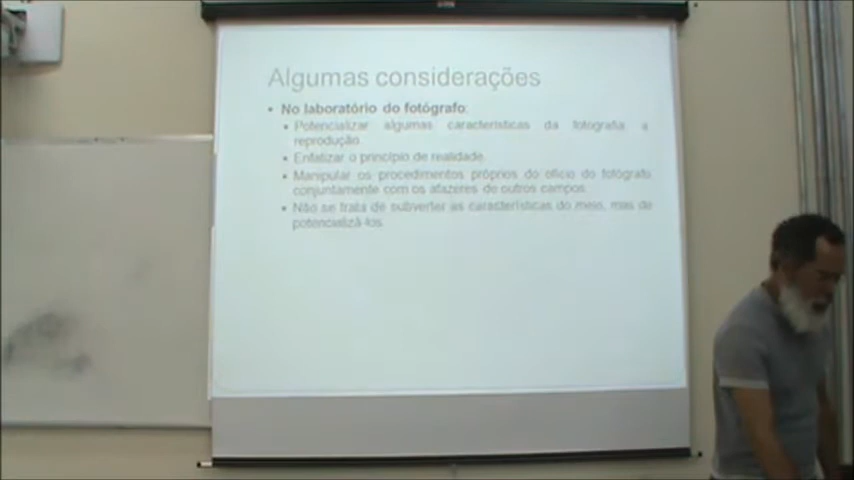 Algumas considerações
• No laboratório do fotógrafo:
• Potencializar algumas características da fotografia a
reprodução.
• Enfatizar o princípio de realidade.
• Manipular os procedimentos próprios do ofício do fotógrafo
conjuntamente com os afazeres de outros campos.
• Não se trata de subverter as características do meio, mas de
potencializá-los.